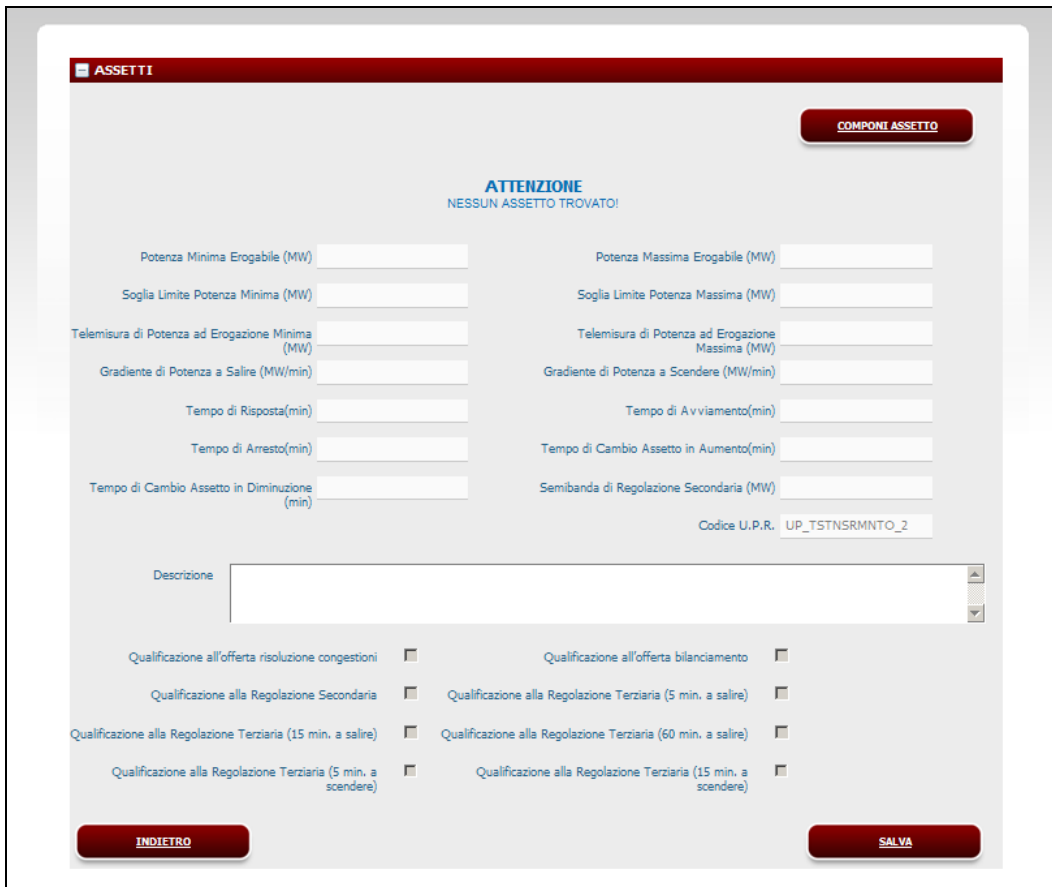 ASSETTI
COMPONI ASSETTO
ATTENZIONE
NESSUN ASSETTO TROVATO!
Potenza Minima Erogabile (MW)
Potenza Massima Erogabile (MW)
Soglia Limite Potenza Minima (MW)
Soglia Limite Potenza Massima (MW)
Telemisura di Potenza ad Erogazione Minima
(MW)
Telemisura di Potenza ad Erogazione
Massima (MW)
Gradiente di Potenza a Salire (MW/min)
Gradiente di Potenza a Scendere (MW/min)
Tempo di Risposta(min)
Tempo di Avviamento(min)
Tempo di Arresto(min)
Tempo di Cambio Assetto in Aumento(min)
Tempo di Cambio Assetto in Diminuzione
(min)
Semibanda di Regolazione Secondaria (MW)
Codice U.P.R. UP_TSTNSRMNTO_2
Descrizione
Qualificazione all'offerta risoluzione congestioni
Qualificazione all'offerta bilanciamento
Qualificazione alla Regolazione Secondaria
Qualificazione alla Regolazione Terziaria (5 min. a salire)
Qualificazione alla Regolazione Terziaria (15 min. a salire)
Qualificazione alla Regolazione Terziaria (60 min. a salire)
Qualificazione alla Regolazione Terziaria (5 min. a
scendere)
Qualificazione alla Regolazione Terziaria (15 min. a
scendere)
INDIETRO
SALVA